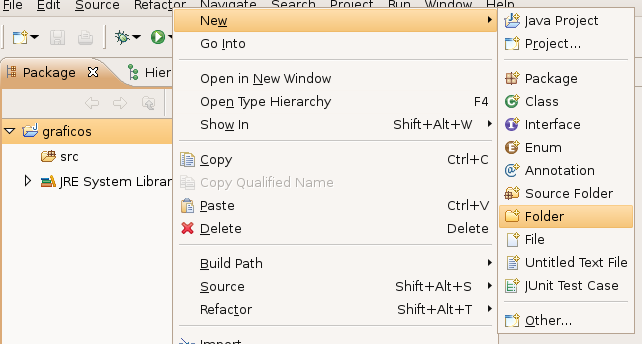 File Edit Source Refactor Navigate Search Project Run Window Help
Package
Hier
graficos
src
JRE System Librar
New
Go Into
Open in New Window
Open Type Hierarchy F4
Show In Shift+Alt+W
Copy Ctrl+C
Copy Qualified Name
Paste Ctrl+V
Delete Delete
Build Path
Source Shift+Alt+S
Refactor Shift+Alt+T
Import
Java Project
Project...
Package
Class
Interface
Enum
Annotation
Source Folder
Folder
File
Untitled Text File
JUnit Test Case
Other...